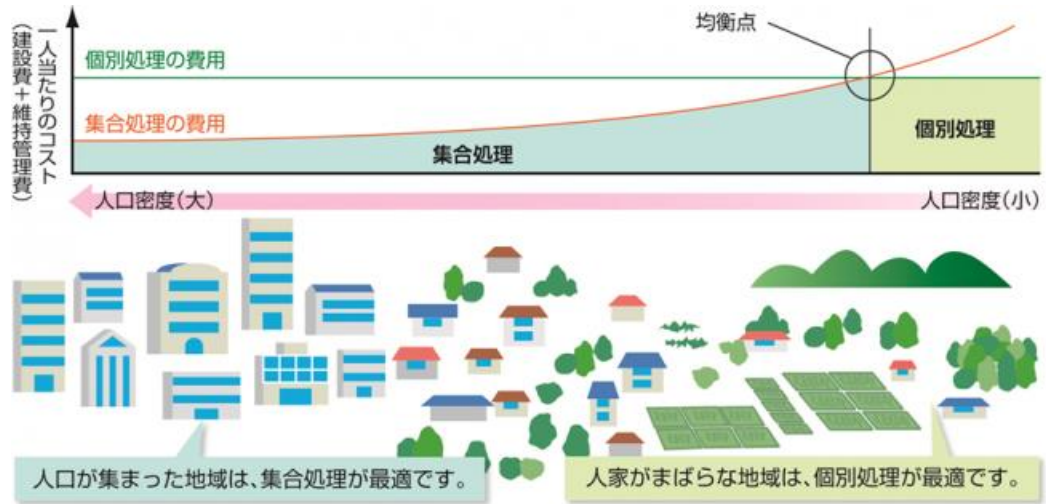 一人当たりのコスト
（建設費＋維持管理費）
均衡点
個別処理の費用
集合処理の費用
集合処理
個別処理
人口密度（大）
人口密度（小）
人口が集まった地域は、集合処理が最適です。
人家がまばらな地域は、個別処理が最適です。